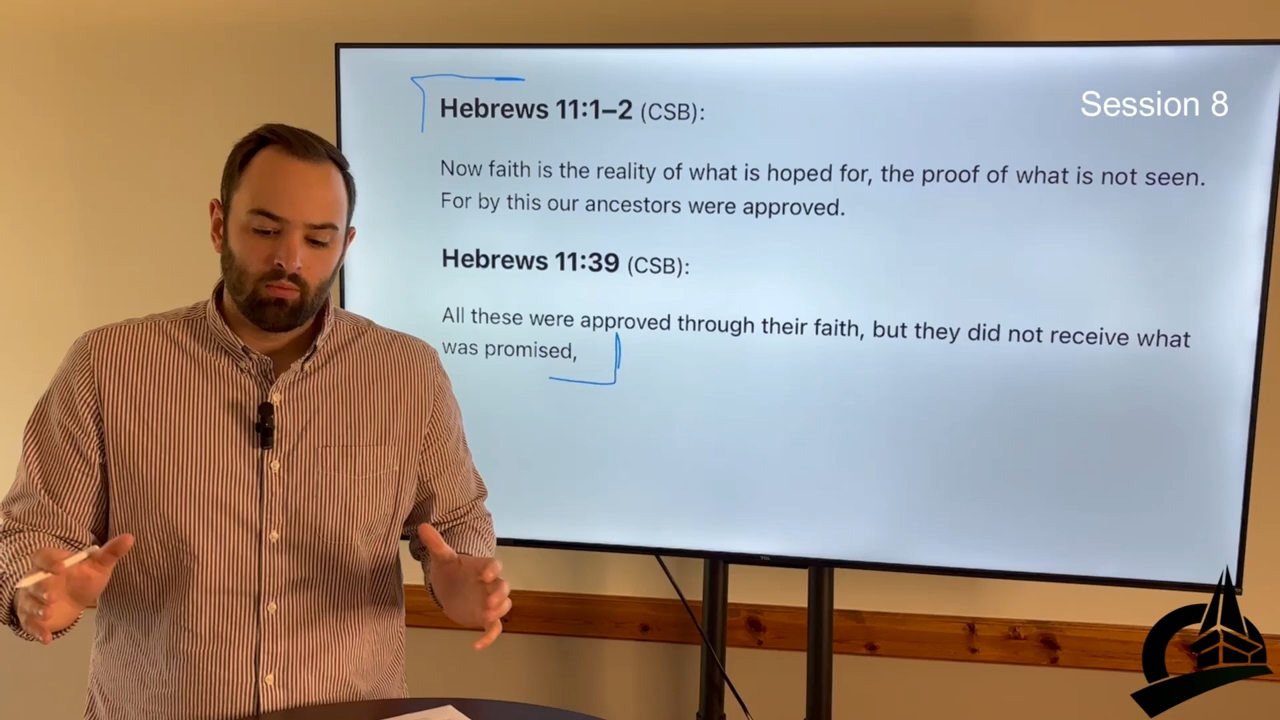 Session 8
Hebrews 11:1–2 (CSB):
Now faith is the reality of what is hoped for, the proof of what is not seen.
For by this our ancestors were approved.
Hebrews 11:39 (CSB):
All these were approved through their faith, but they did not receive what
was promised,
TCL